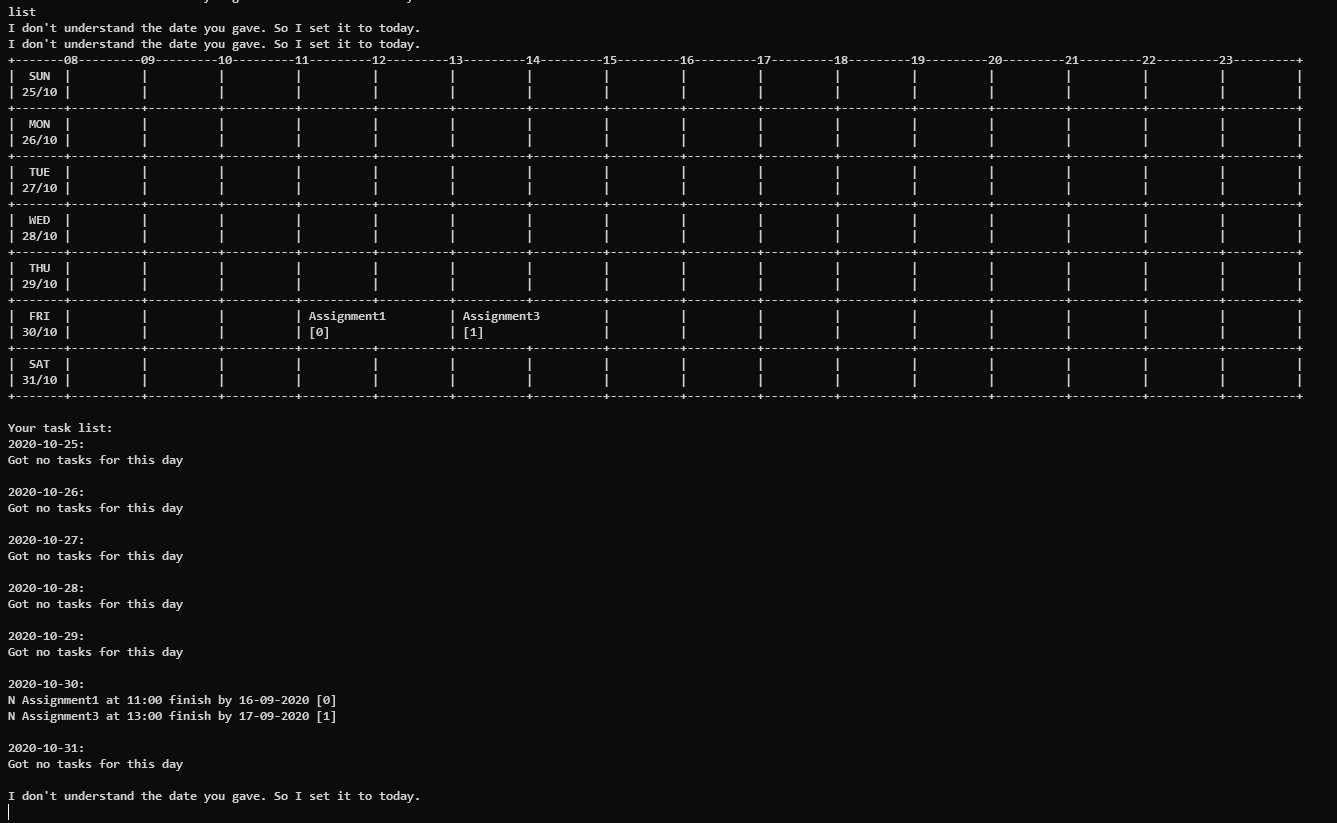 list
I don't understand the date you gave. So I set it to today.
I don't understand the date you gave. So I set it to today.
+-------08---------09---------10---------11---------12---------13---------14---------15---------16---------17---------18---------19---------20---------21---------22---------23---------+
|  SUN  |          |          |          |          |          |          |          |          |          |          |          |          |          |          |          |          |
| 25/10 |          |          |          |          |          |          |          |          |          |          |          |          |          |          |          |          |
|  MON  |          |          |          |          |          |          |          |          |          |          |          |          |          |          |          |          |
| 26/10 |          |          |          |          |          |          |          |          |          |          |          |          |          |          |          |          |
|  TUE  |          |          |          |          |          |          |          |          |          |          |          |          |          |          |          |          |
| 27/10 |          |          |          |          |          |          |          |          |          |          |          |          |          |          |          |          |
|  WED  |          |          |          |          |          |          |          |          |          |          |          |          |          |          |          |          |
| 28/10 |          |          |          |          |          |          |          |          |          |          |          |          |          |          |          |          |
|  THU  |          |          |          |          |          |          |          |          |          |          |          |          |          |          |          |          |
| 29/10 |          |          |          |          |          |          |          |          |          |          |          |          |          |          |          |          |
|  FRI  |          |          | Assignment1         | Assignment3         |          |          |          |          |          |          |          |          |          |
| 30/10 |          |          | [0]                 | [1]                 |          |          |          |          |          |          |          |          |          |
|  SAT  |          |          |          |          |          |          |          |          |          |          |          |          |          |          |          |          |
| 31/10 |          |          |          |          |          |          |          |          |          |          |          |          |          |          |          |          |
Your task list:
2020-10-25:
Got no tasks for this day
2020-10-26:
Got no tasks for this day
2020-10-27:
Got no tasks for this day
2020-10-28:
Got no tasks for this day
2020-10-29:
Got no tasks for this day
2020-10-30:
N Assignment1 at 11:00 finish by 16-09-2020 [0]
N Assignment3 at 13:00 finish by 17-09-2020 [1]
2020-10-31:
Got no tasks for this day
I don't understand the date you gave. So I set it to today.